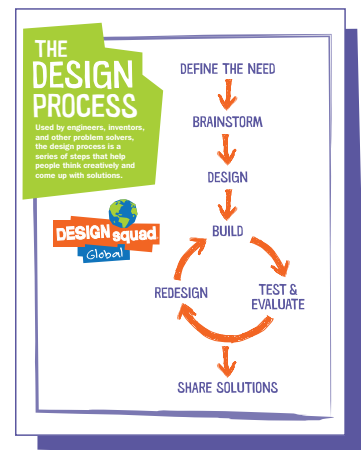 THE
DESIGN
PROCESS
Used by engineers, inventors,
and other problem solvers,
the design process is a
series of steps that help
people think creatively and
come up with solutions.
DESIGN squad
Global
DEFINE THE NEED
BRAINSTORM
DESIGN
BUILD
TEST &
EVALUATE
REDESIGN
SHARE SOLUTIONS